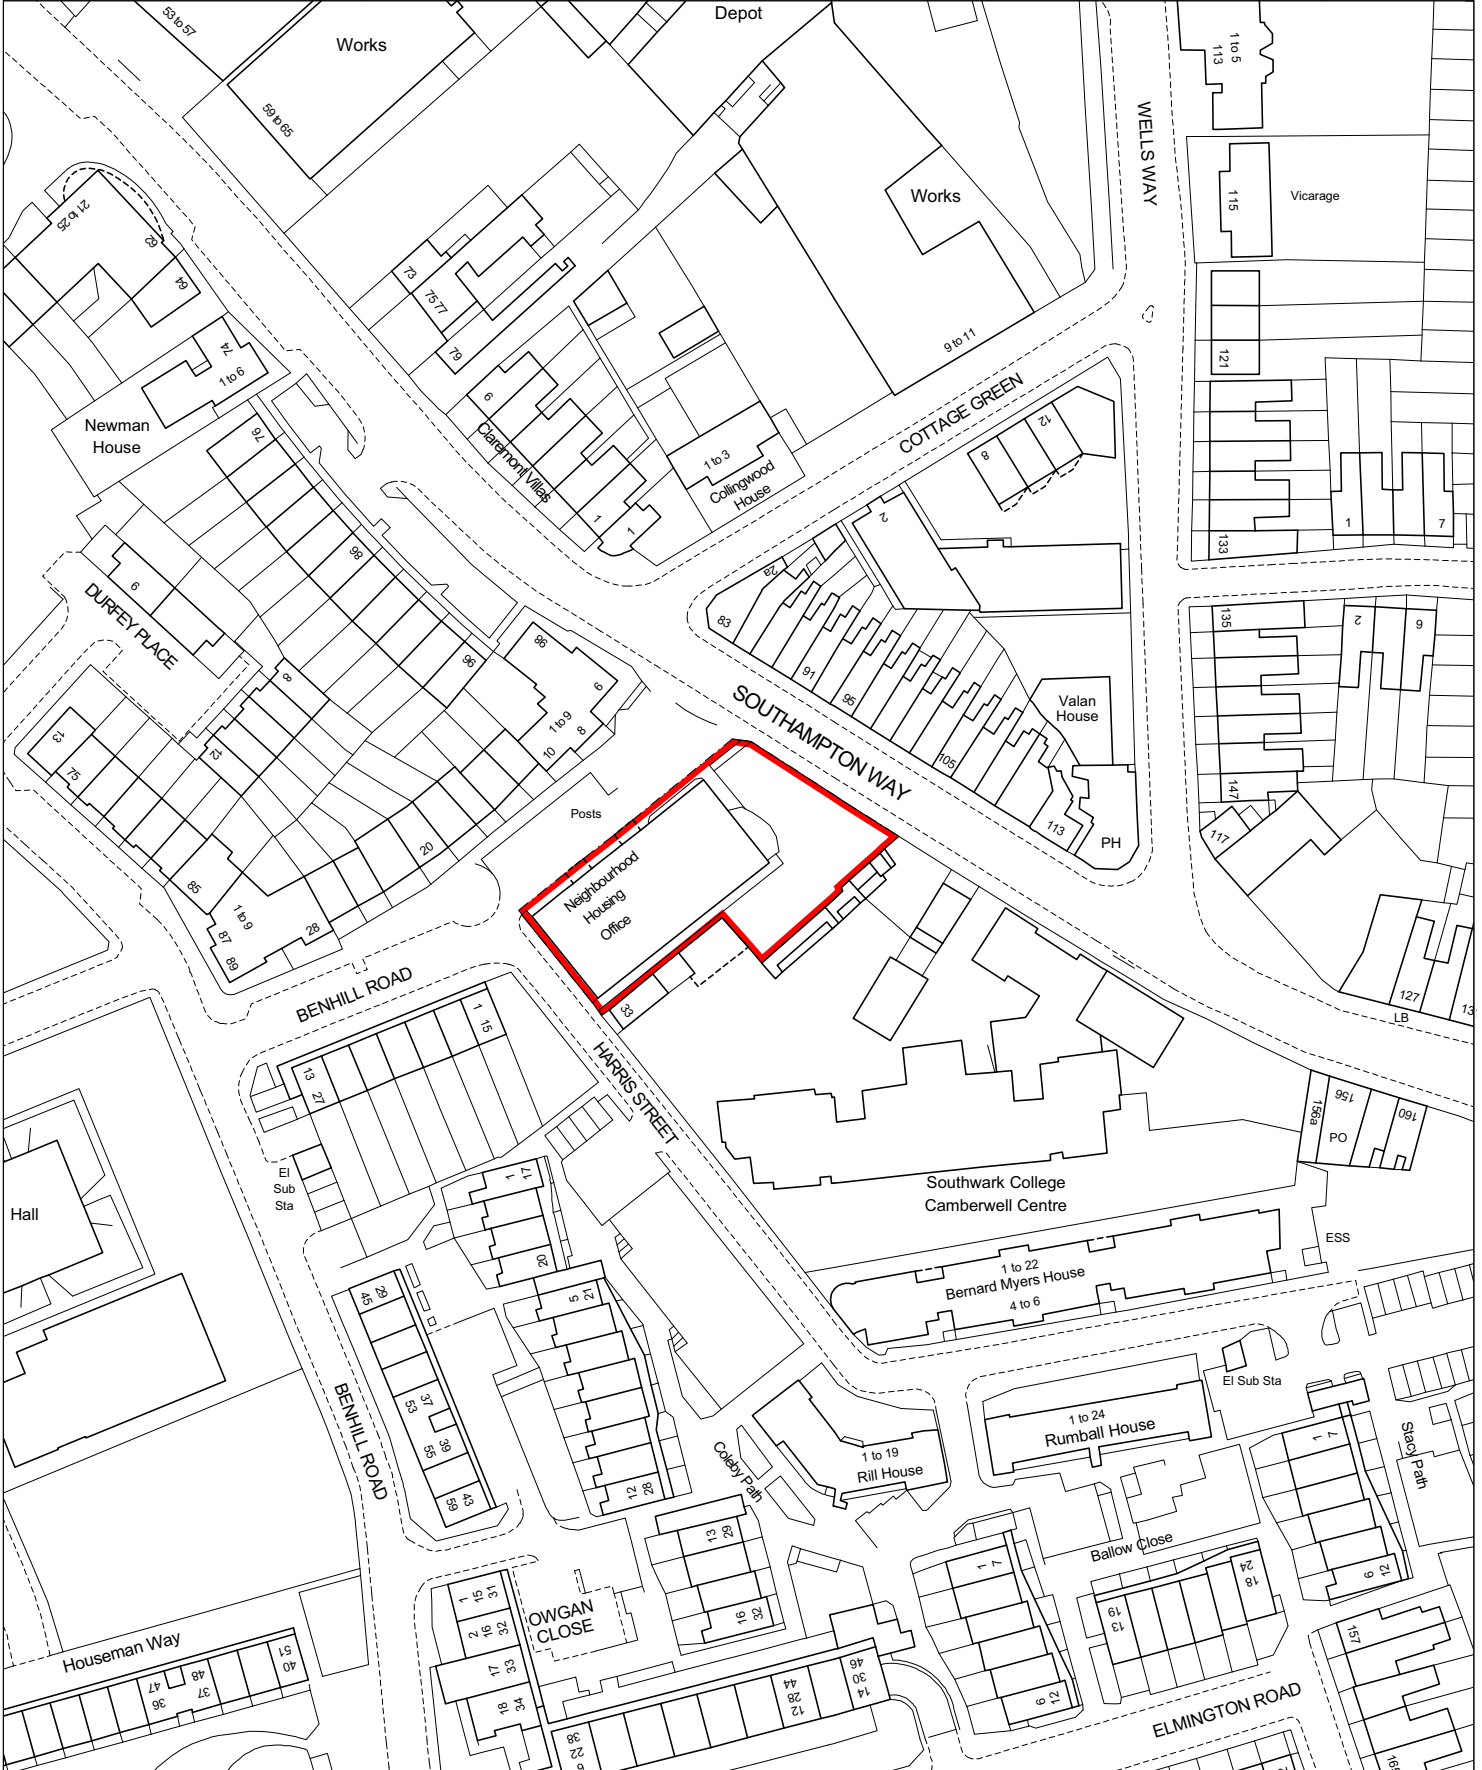 53 to 57
Works
Depot
59 to 65
1 to 5
113
WELLS WAY
115
Vicarage
Works
21 to 25
62
64
73
75
77
79
9 to 11
121
74
1 to 6
Newman
House
6
Claremont Villas
1
1
1 to 3
Collingwood
House
COTTAGE GREEN
8
12
76
86
2
133
1
7
DURFEY PLACE
9
2a
83
91
95
105
113
135
2
6
SOUTHAMPTON WAY
Valan
House
98
96
6
8
1 to 9
10
8
12
13
75
147
117
PH
Posts
20
85
Neighbourhood
Housing
Office
1 to 9
87
89
28
BENHILL ROAD
33
127
LB
13
1
15
13
27
HARRIS STREET
156a
156
160
PO
El
Sub
Sta
Hall
17
1
20
Southwark College
Camberwell Centre
ESS
1 to 22
Bernard Myers House
4 to 6
29
45
5
21
BENHILL ROAD
37
53
39
55
43
59
12
28
El Sub Sta
1 to 24
Rumball House
1 to 19
Rill House
Coleby Path
Stacy Path
1
7
6
12
13
29
16
32
Ballow Close
1
7
6
12
24
18
13
19
1
15
31
2
16
32
17
33
18
34
OWGAN
CLOSE
Houseman Way
51
40
48
37
47
36
44
28
12
46
30
14
38
22
157
165
ELMINGTON ROAD